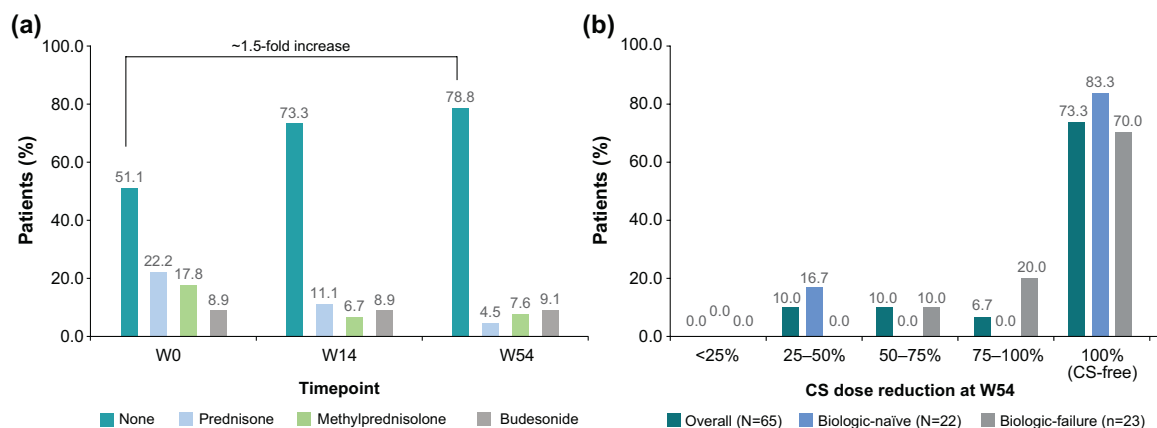 (a)
100.0
80.0
60.0
40.0
20.0
0.0
Patients (%)
~1.5-fold increase
51.1
22.2
17.8
8.9
73.3
11.1
6.7
8.9
78.8
4.5
7.6
9.1
W0
W14
W54
Timepoint
None
Prednisone
Methylprednisolone
Budesonide
(b)
100.0
80.0
60.0
40.0
20.0
0.0
Patients (%)
0.0
0.0
0.0
10.0
16.7
0.0
10.0
0.0
10.0
6.7
0.0
20.0
73.3
83.3
70.0
<25%
25–50%
50–75%
75–100%
100%
(CS-free)
CS dose reduction at W54
Overall (N=65)
Biologic-naïve (N=22)
Biologic-failure (n=23)